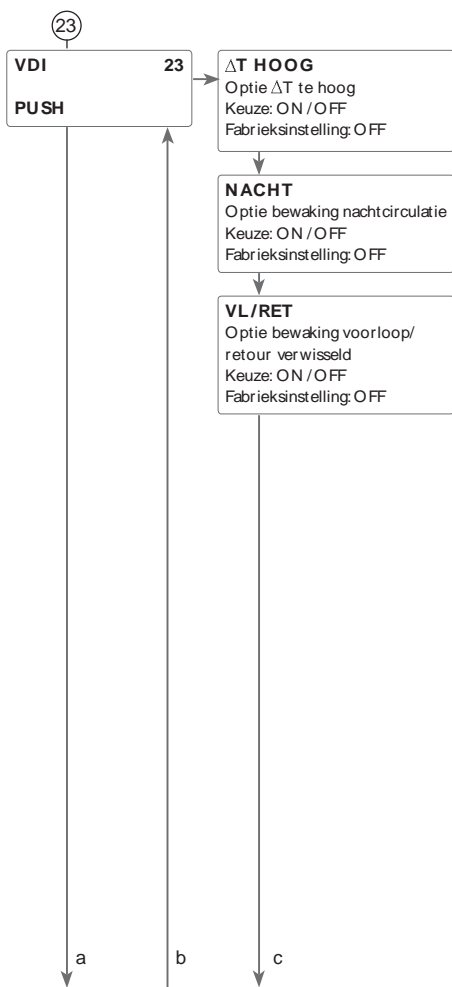 23
VDI 23
PUSH
ΔT HOOG
Optie ΔT te hoog
Keuze: ON / OFF
Fabrieksinstelling: OFF
NACHT
Optie bewaking nachtcirculatie
Keuze: ON / OFF
Fabrieksinstelling: OFF
VL/RET
Optie bewaking voorloop/
retour verwisseld
Keuze: ON / OFF
Fabrieksinstelling: OFF
a b c